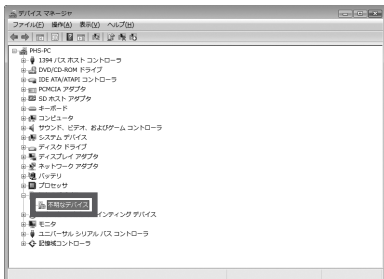 デバイス マネージャ
ファイル(F) 操作(A) 表示(V) ヘルプ(H)
PHS-PC
1394 バス ホスト コントローラ
DVD/CD-ROM ドライブ
IDE ATA/ATAPI コントローラ
PCMCIA アダプタ
SD ホスト アダプタ
キーボード
コンピュータ
サウンド、ビデオ、およびゲーム コントローラ
システム デバイス
ディスク ドライブ
ディスプレイ アダプタ
ネットワーク アダプタ
バッテリ
プロセッサ
不明なデバイス
インティング デバイス
モニタ
ユニバーサル シリアル バス コントローラ
記憶域コントローラ